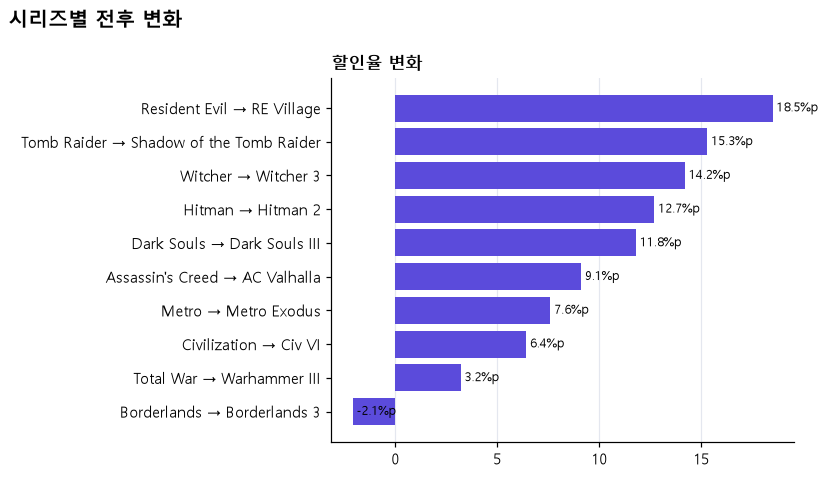 시리즈별 전후 변화
할인율 변화
Resident Evil → RE Village 18.5%p
Tomb Raider → Shadow of the Tomb Raider 15.3%p
Witcher → Witcher 3 14.2%p
Hitman → Hitman 2 12.7%p
Dark Souls → Dark Souls III 11.8%p
Assassin's Creed → AC Valhalla 9.1%p
Metro → Metro Exodus 7.6%p
Civilization → Civ VI 6.4%p
Total War → Warhammer III 3.2%p
Borderlands → Borderlands 3 -2.1%p
0 5 10 15